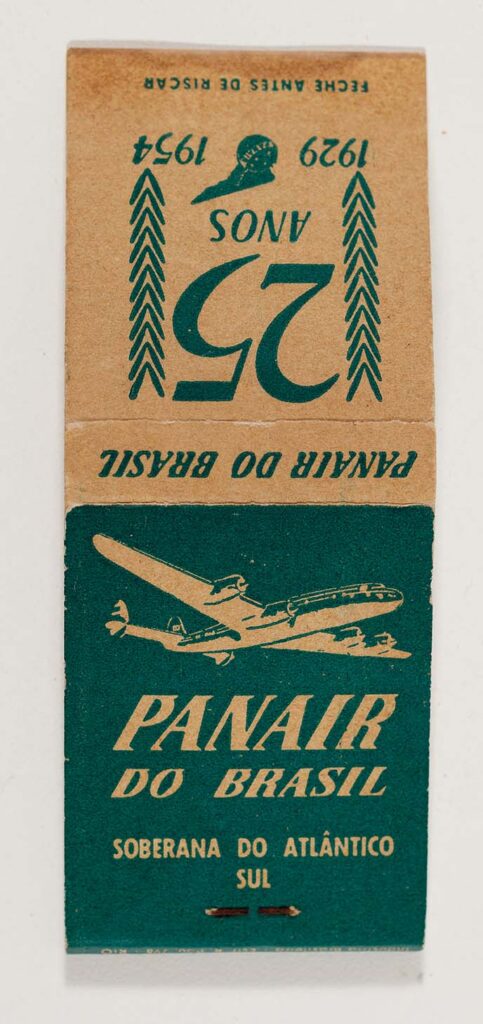 FECHE ANTES DE RISCAR
1929 1954
ANOS
25
PANAIR DO BRASIL
PANAIR
DO BRASIL
SOBERANA DO ATLÂNTICO
SUL